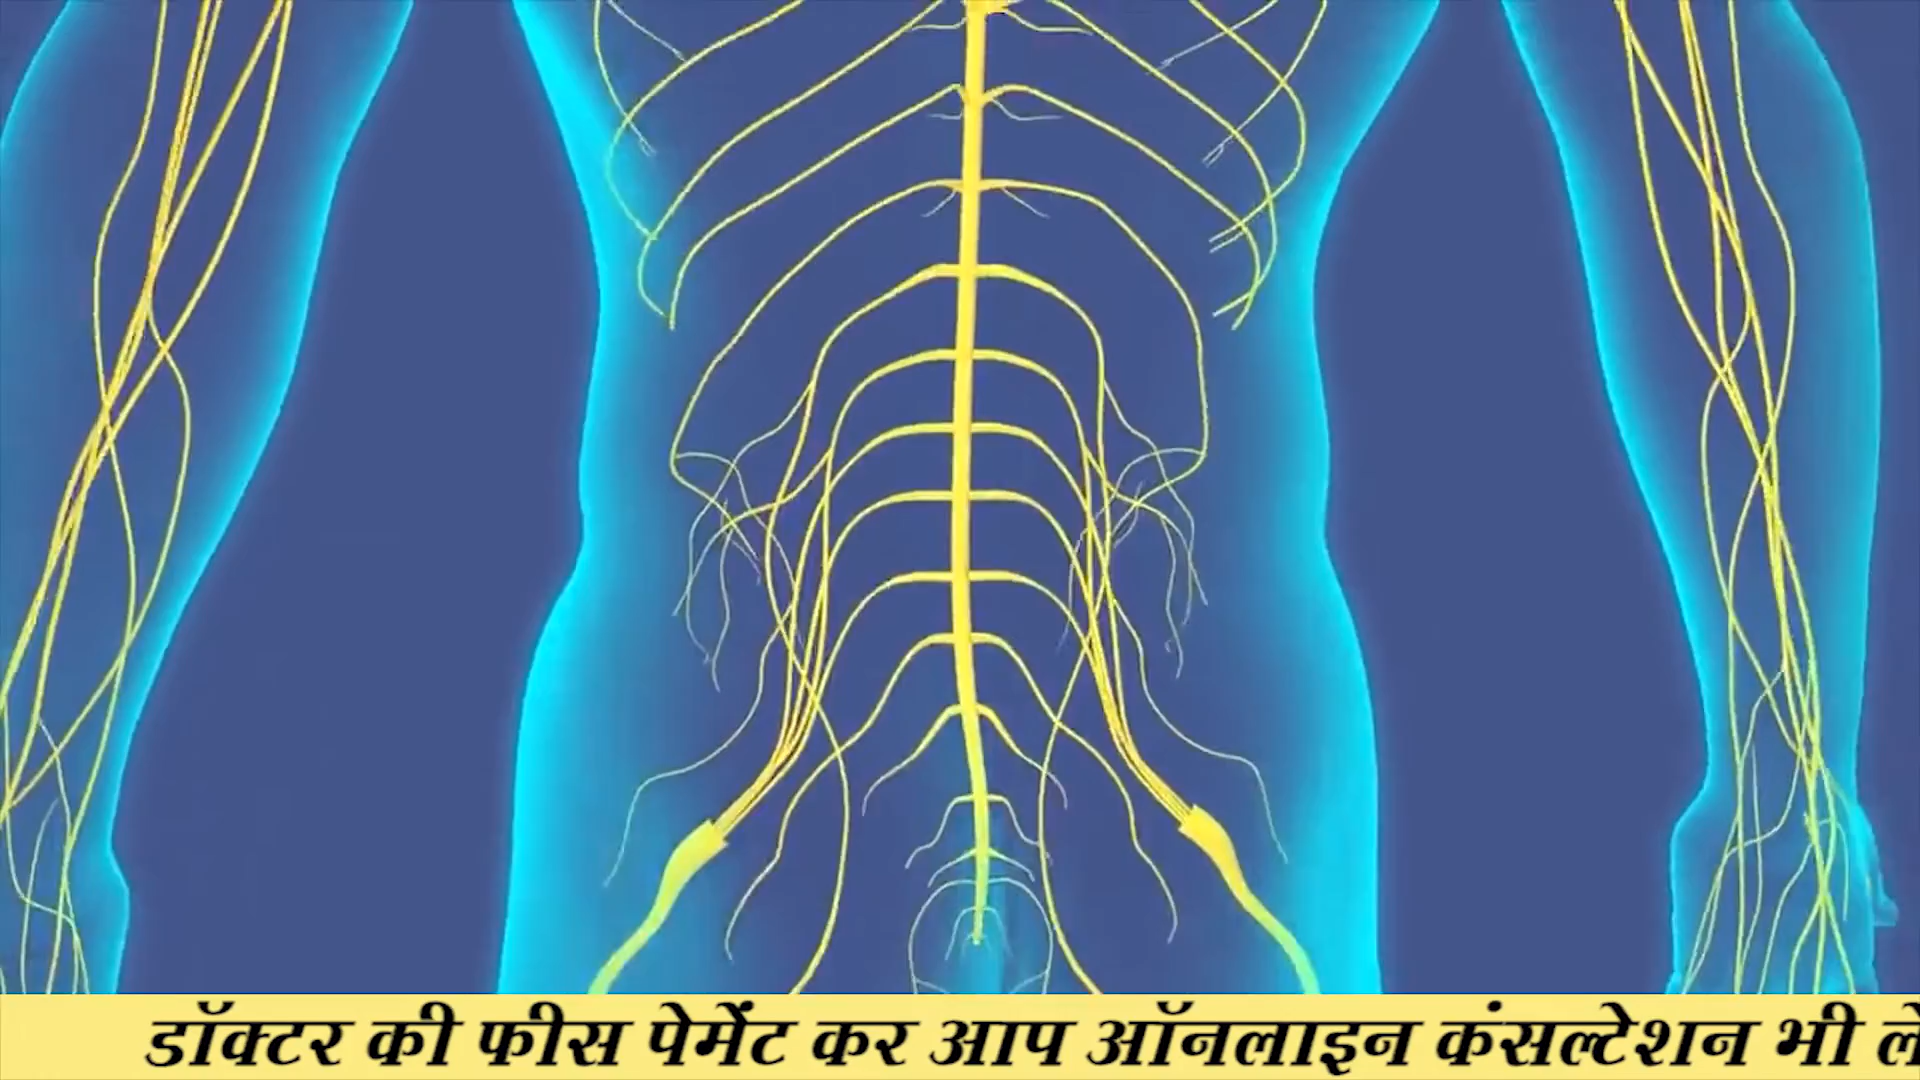 डॉक्टर की फीस पेमेंट कर आप ऑनलाइन कंसल्टेशन भी ले